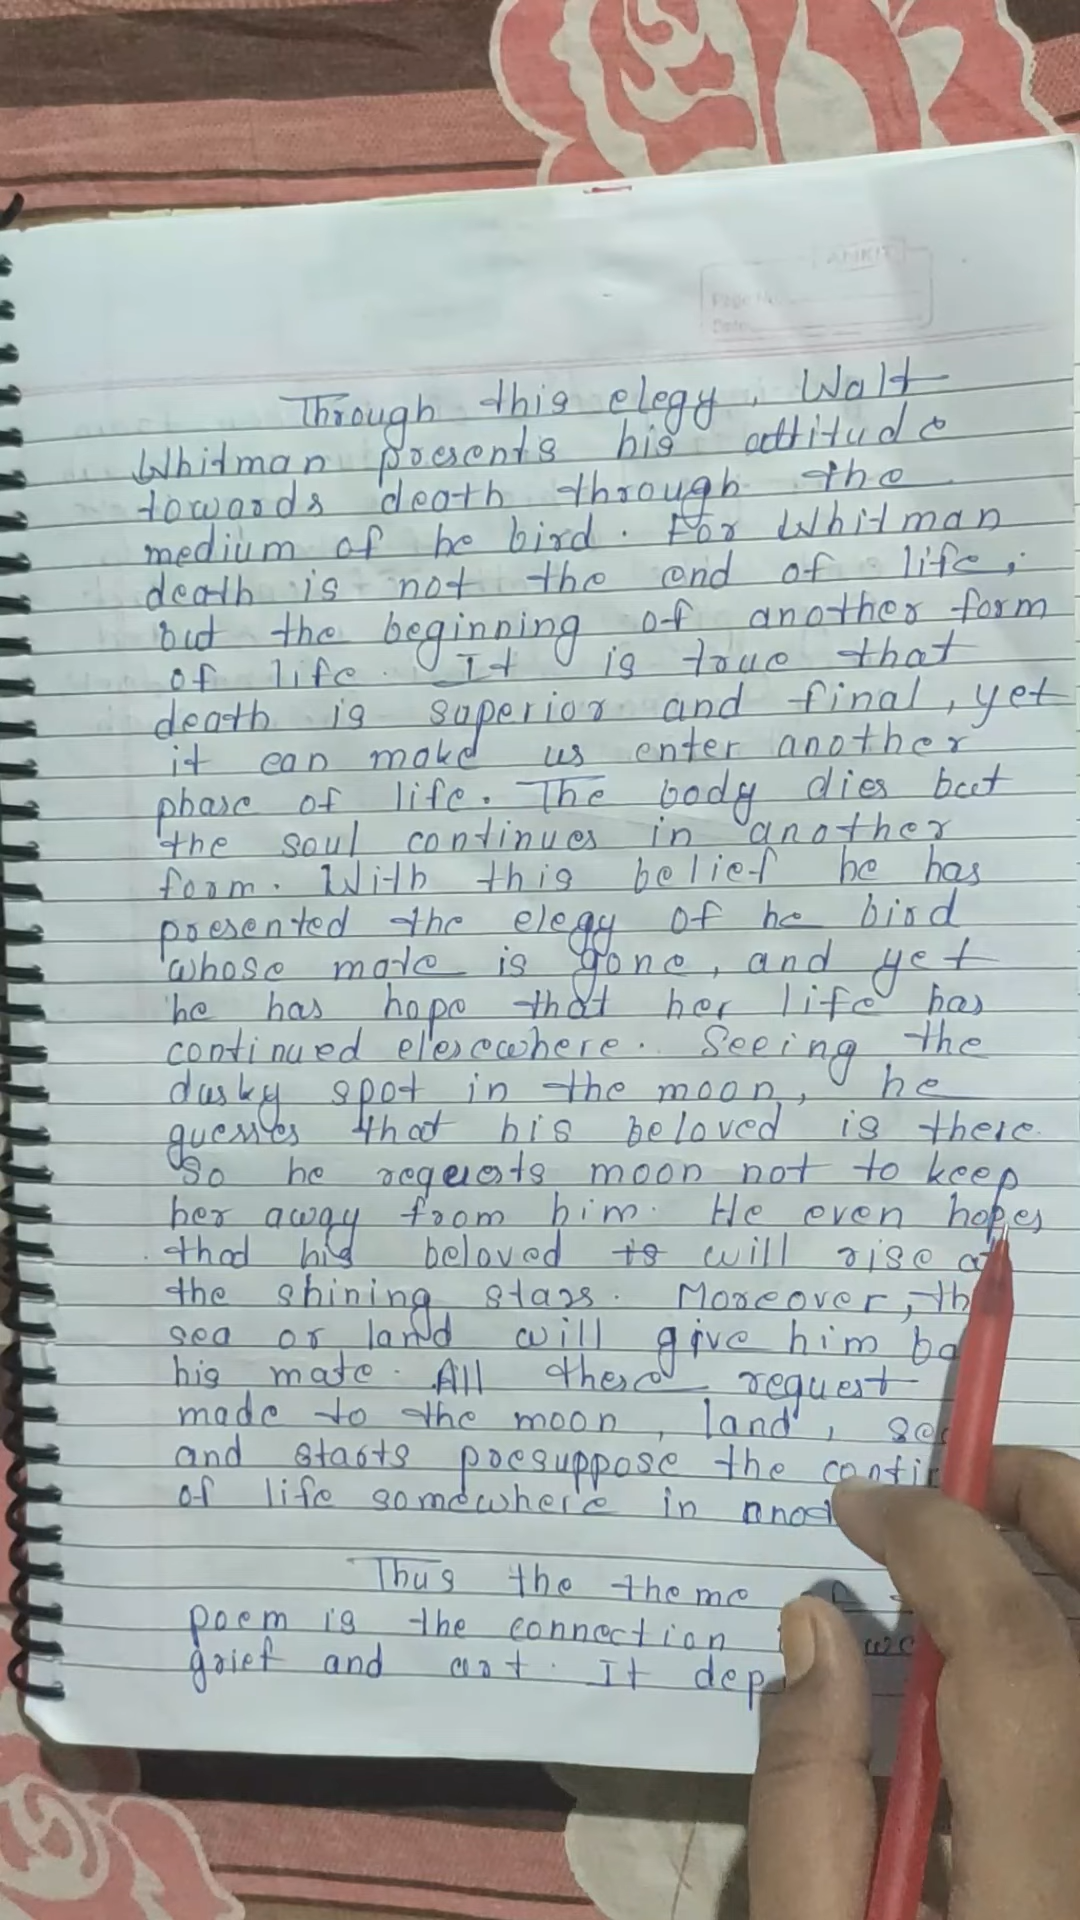 ANKIT
Page No.
Date
Through this elegy, Walt
Whitman presents his attitude
towards death through the
medium of he bird. For Whitman
death is not the end of life,
but the beginning of another form
of life. It is true that
death is superior and final, yet
it can make us enter another
phase of life. The body dies but
the soul continues in another
form. With this belief he has
presented the elegy of he bird
whose mate is gone, and yet
he has hope that her life has
continued elesewhere. Seeing the
dusky spot in the moon, he
guesses that his beloved is there.
So he reqeuests moon not to keep
her away from him. He even hopes
that his beloved is will rise
the shining stars. Moreover,
sea or land will give him
his mate. All these request
made to the moon, land,
and starts presuppose the
of life somewhere in
Thus the theme
poem is the connection
grief and art. It